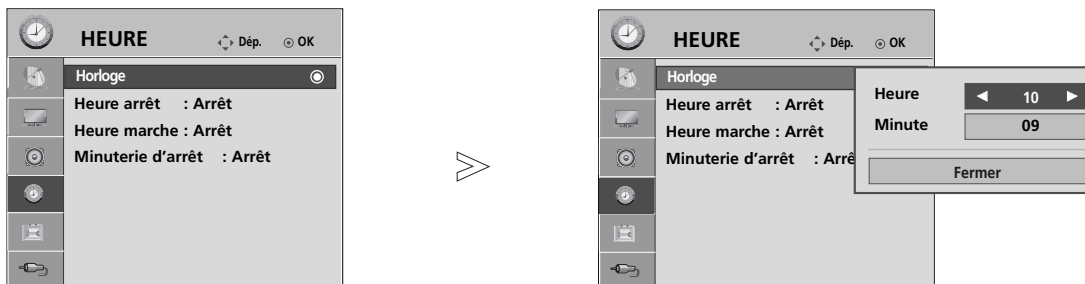 HEURE Dép. OK
Horloge
Heure arrêt : Arrêt
Heure marche : Arrêt
Minuterie d’arrêt : Arrêt
HEURE Dép. OK
Horloge
Heure arrêt : Arrêt
Heure marche : Arrêt
Minuterie d’arrêt : Arrê
Heure 10
Minute 09
Fermer